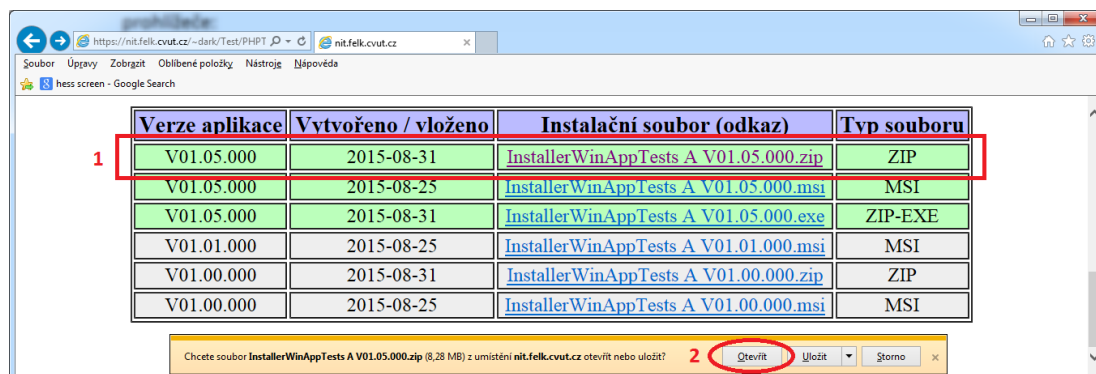 prohlížeče:
https://nit.felk.cvut.cz/~dark/Test/PHPT
nit.felk.cvut.cz
Soubor Úpravy Zobrazit Oblíbené položky Nástroje Nápověda
hess screen - Google Search
Verze aplikace Vytvořeno / vloženo Instalační soubor (odkaz) Typ souboru
1 V01.05.000 2015-08-31 InstallerWinAppTests A V01.05.000.zip ZIP
V01.05.000 2015-08-25 InstallerWinAppTests A V01.05.000.msi MSI
V01.05.000 2015-08-31 InstallerWinAppTests A V01.05.000.exe ZIP-EXE
V01.01.000 2015-08-25 InstallerWinAppTests A V01.01.000.msi MSI
V01.00.000 2015-08-31 InstallerWinAppTests A V01.00.000.zip ZIP
V01.00.000 2015-08-25 InstallerWinAppTests A V01.00.000.msi MSI
Chcete soubor InstallerWinAppTests A V01.05.000.zip (8,28 MB) z umístění nit.felk.cvut.cz otevřít nebo uložit? 2 Otevřít Uložit Storno